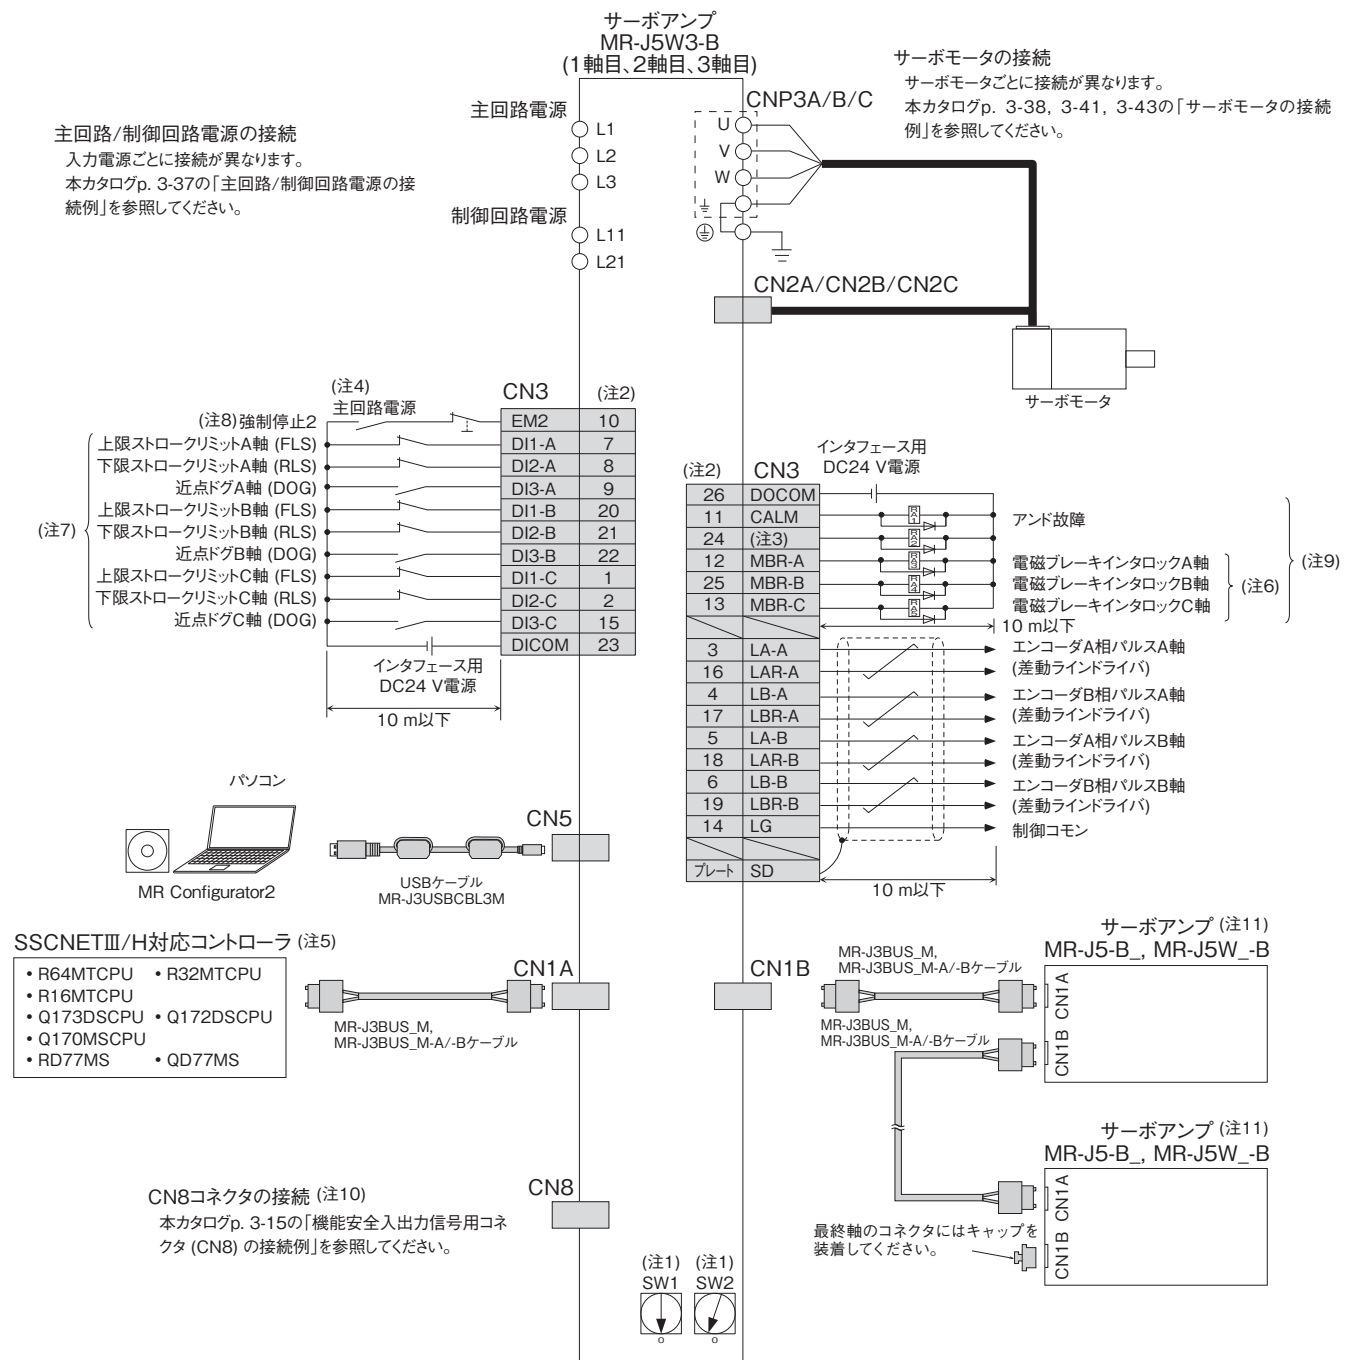 サーボアンプ
MR-J5W3-B
(1軸目、2軸目、3軸目)
主回路/制御回路電源の接続
入力電源ごとに接続が異なります。
本カタログp. 3-37の「主回路/制御回路電源の接
続例」を参照してください。
主回路電源
L1
L2
L3
制御回路電源
L11
L21
CNP3A/B/C
U
V
W
サーボモータの接続
サーボモータごとに接続が異なります。
本カタログp. 3-38, 3-41, 3-43の「サーボモータの接続
例」を参照してください。
CN2A/CN2B/CN2C
サーボモータ
(注4)
主回路電源
CN3 (注2)
(注8)強制停止2 EM2 10
上限ストロークリミットA軸 (FLS) DI1-A 7
下限ストロークリミットA軸 (RLS) DI2-A 8
近点ドグA軸 (DOG) DI3-A 9
上限ストロークリミットB軸 (FLS) DI1-B 20
(注7) 下限ストロークリミットB軸 (RLS) DI2-B 21
近点ドグB軸 (DOG) DI3-B 22
上限ストロークリミットC軸 (FLS) DI1-C 1
下限ストロークリミットC軸 (RLS) DI2-C 2
近点ドグC軸 (DOG) DI3-C 15
DICOM 23
インタフェース用
DC24 V電源
10 m以下
インタフェース用
DC24 V電源
(注2) CN3
26 DOCOM
11 CALM RA1 アンド故障
24 (注3) RA2
12 MBR-A RA3 電磁ブレーキインタロックA軸
25 MBR-B RA4 電磁ブレーキインタロックB軸 (注6) (注9)
13 MBR-C RA5 電磁ブレーキインタロックC軸
10 m以下
3 LA-A エンコーダA相パルスA軸
16 LAR-A (差動ラインドライバ)
4 LB-A エンコーダB相パルスA軸
17 LBR-A (差動ラインドライバ)
5 LA-B エンコーダA相パルスB軸
18 LAR-B (差動ラインドライバ)
6 LB-B エンコーダB相パルスB軸
19 LBR-B (差動ラインドライバ)
14 LG 制御コモン
プレート SD
10 m以下
パソコン
MR Configurator2
USBケーブル
MR-J3USBCBL3M
CN5
SSCNETⅢ/H対応コントローラ (注5)
• R64MTCPU • R32MTCPU
• R16MTCPU
• Q173DSCPU • Q172DSCPU
• Q170MSCPU
• RD77MS • QD77MS
MR-J3BUS_M,
MR-J3BUS_M-A/-Bケーブル
CN1A
CN1B
MR-J3BUS_M,
MR-J3BUS_M-A/-Bケーブル
MR-J3BUS_M,
MR-J3BUS_M-A/-Bケーブル
サーボアンプ (注11)
MR-J5-B_, MR-J5W_-B
CN1A
CN1B
サーボアンプ (注11)
MR-J5-B_, MR-J5W_-B
CN1A
CN1B
最終軸のコネクタにはキャップを
装着してください。
CN8コネクタの接続 (注10)
本カタログp. 3-15の「機能安全入出力信号用コネ
クタ (CN8) の接続例」を参照してください。
CN8
(注1) (注1)
SW1 SW2
0 0